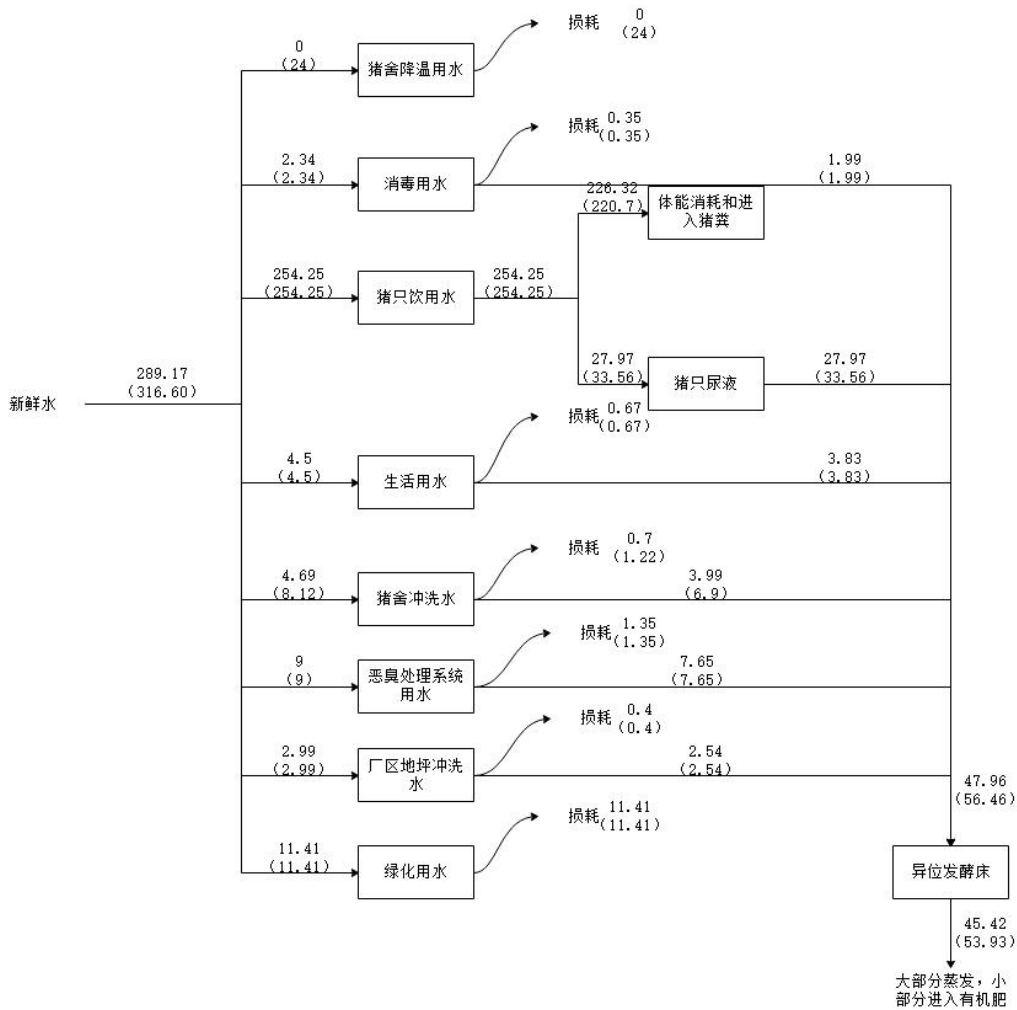 0
(24)
猪舍降温用水
损耗
0
(24)
2.34
(2.34)
消毒用水
损耗
0.35
(0.35)
1.99
(1.99)
254.25
(254.25)
猪只饮用水
254.25
(254.25)
226.32
(220.7)
体能消耗和进
入猪粪
27.97
(33.56)
猪只尿液
27.97
(33.56)
新鲜水
289.17
(316.60)
4.5
(4.5)
生活用水
损耗
0.67
(0.67)
3.83
(3.83)
4.69
(8.12)
猪舍冲洗水
损耗
0.7
(1.22)
3.99
(6.9)
9
(9)
恶臭处理系统
用水
损耗
1.35
(1.35)
7.65
(7.65)
2.99
(2.99)
厂区地坪冲洗
水
损耗
0.4
(0.4)
2.54
(2.54)
11.41
(11.41)
绿化用水
损耗
11.41
(11.41)
47.96
(56.46)
异位发酵床
45.42
(53.93)
大部分蒸发，小
部分进入有机肥